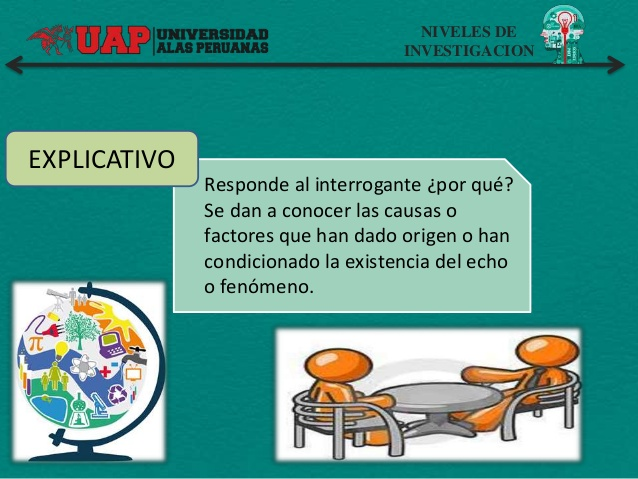 UAP UNIVERSIDAD
ALAS PERUANAS
NIVELES DE
INVESTIGACION
EXPLICATIVO
Responde al interrogante ¿por qué?
Se dan a conocer las causas o
factores que han dado origen o han
condicionado la existencia del echo
o fenómeno.
π